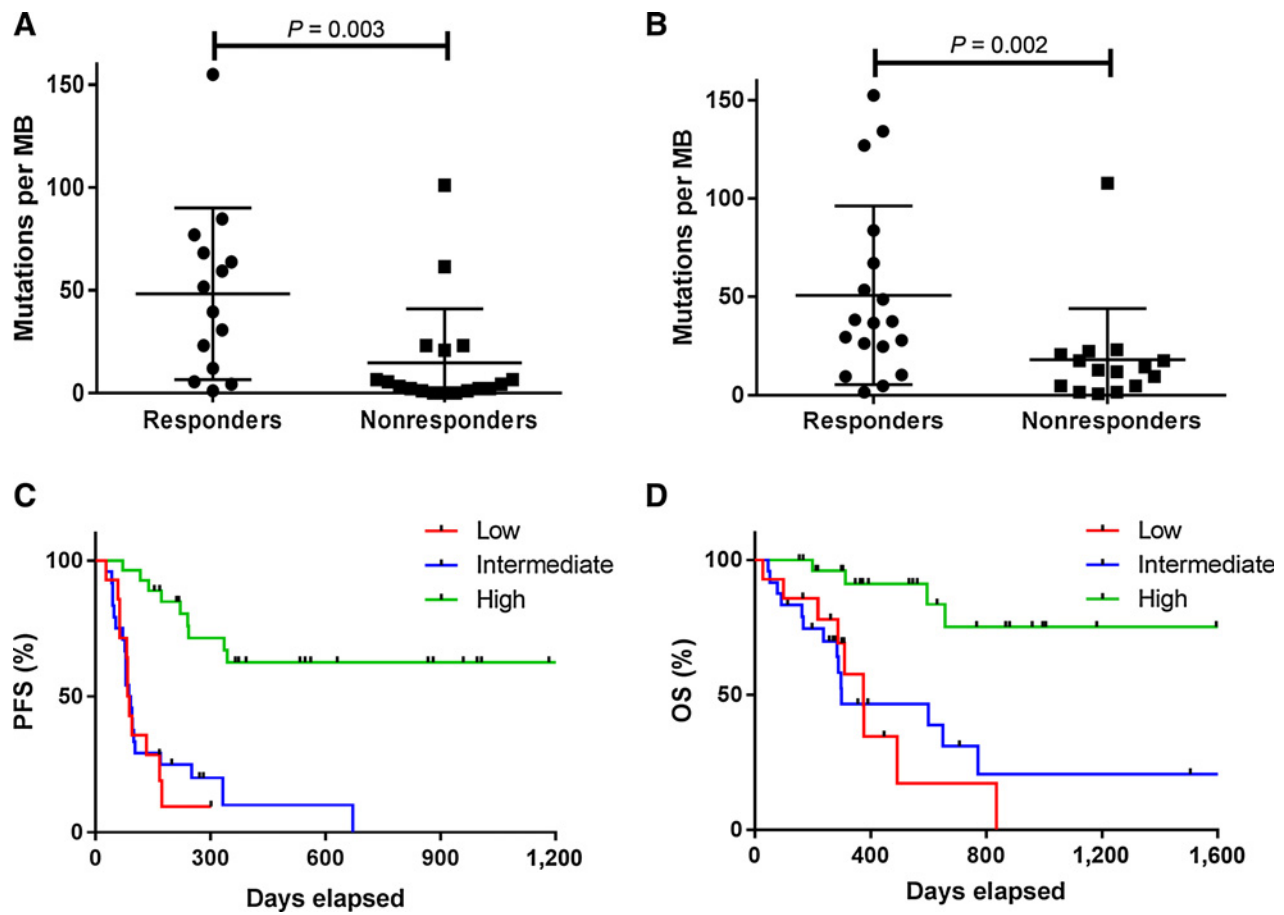 A
P = 0.003
Mutations per MB
150
100
50
0
Responders
Nonresponders
B
P = 0.002
Mutations per MB
150
100
50
0
Responders
Nonresponders
C
Low
Intermediate
High
PFS (%)
100
50
0
0
300
600
900
1,200
Days elapsed
D
Low
Intermediate
High
OS (%)
100
50
0
0
400
800
1,200
1,600
Days elapsed